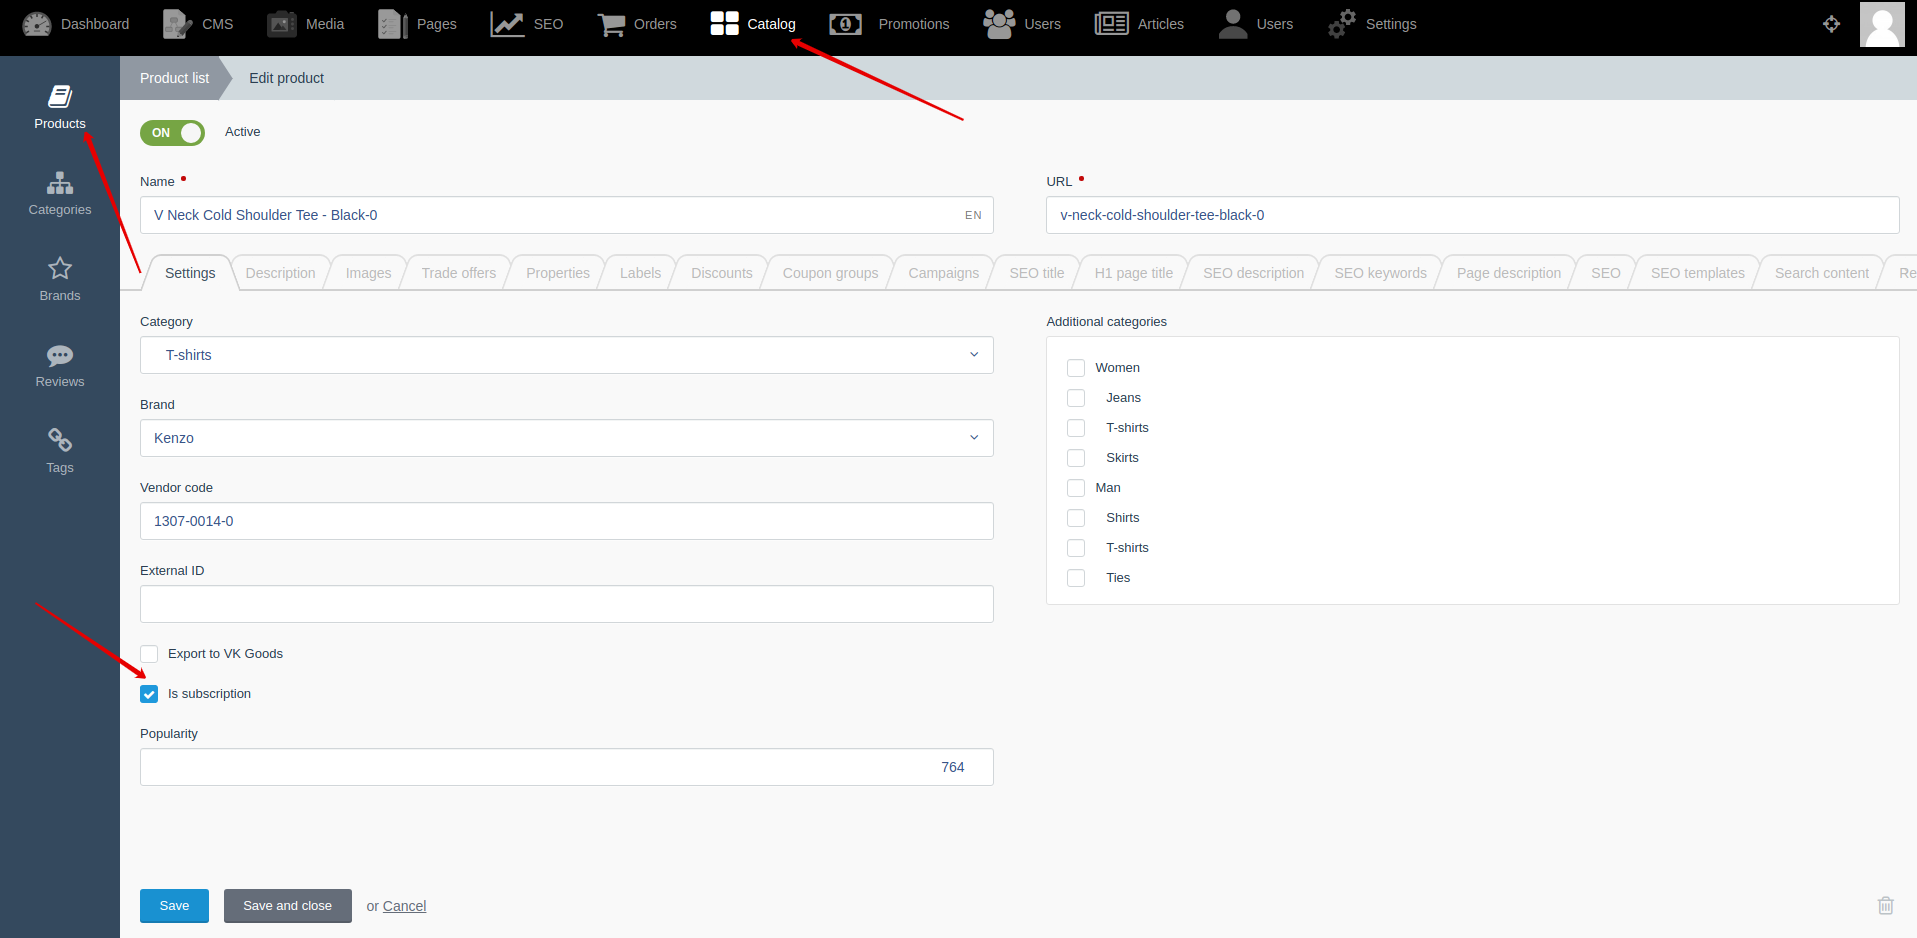 Dashboard CMS Media Pages SEO Orders Catalog Promotions Users Articles Users Settings
Products
Categories
Brands
Reviews
Tags
Product list Edit product
ON Active
Name URL
V Neck Cold Shoulder Tee - Black-0 EN v-neck-cold-shoulder-tee-black-0
Settings Description Images Trade offers Properties Labels Discounts Coupon groups Campaigns SEO title H1 page title SEO description SEO keywords Page description SEO SEO templates Search content Re
Category
T-shirts
Brand
Kenzo
Vendor code
1307-0014-0
External ID
Export to VK Goods
Is subscription
Popularity
764
Additional categories
Women
Jeans
T-shirts
Skirts
Man
Shirts
T-shirts
Ties
Save Save and close or Cancel